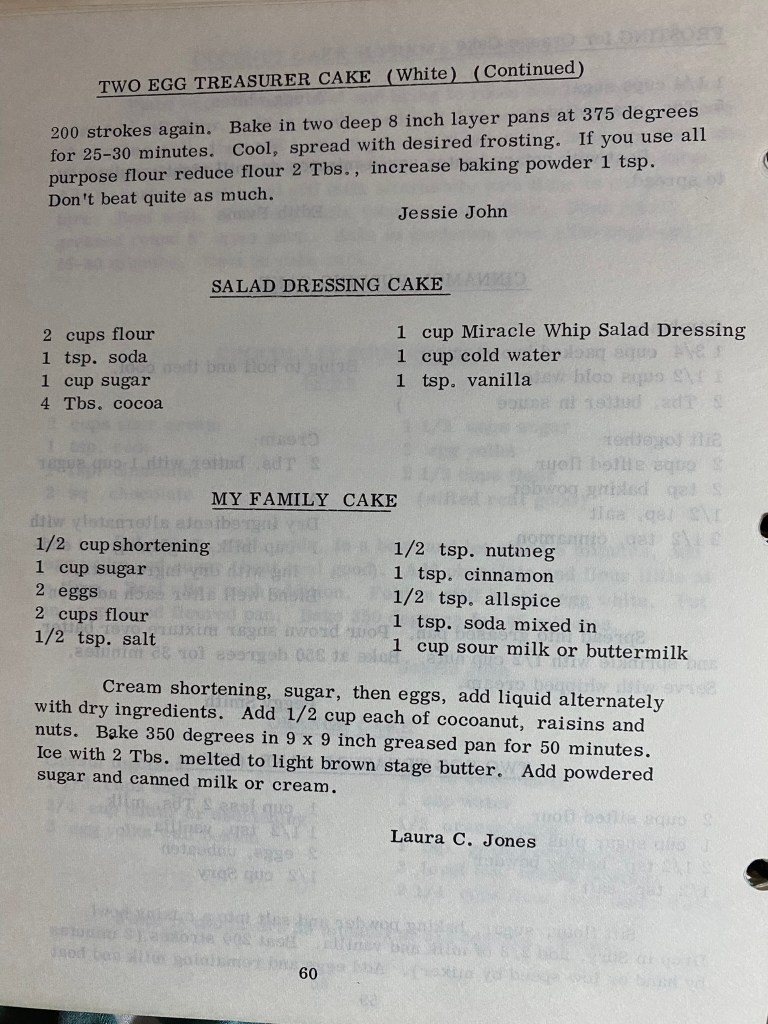 TWO EGG TREASURER CAKE (White) (Continued)
200 strokes again. Bake in two deep 8 inch layer pans at 375 degrees
for 25-30 minutes. Cool, spread with desired frosting. If you use all
purpose flour reduce flour 2 Tbs., increase baking powder 1 tsp.
Don't beat quite as much.
Jessie John
SALAD DRESSING CAKE
2 cups flour
1 tsp. soda
1 cup sugar
4 Tbs. cocoa
1 cup Miracle Whip Salad Dressing
1 cup cold water
1 tsp. vanilla
MY FAMILY CAKE
1/2 cup shortening
1 cup sugar
2 eggs
2 cups flour
1/2 tsp. salt
1/2 tsp. nutmeg
1 tsp. cinnamon
1/2 tsp. allspice
1 tsp. soda mixed in
1 cup sour milk or buttermilk
Cream shortening, sugar, then eggs, add liquid alternately
with dry ingredients. Add 1/2 cup each of cocoanut, raisins and
nuts. Bake 350 degrees in 9 x 9 inch greased pan for 50 minutes.
Ice with 2 Tbs. melted to light brown stage butter. Add powdered
sugar and canned milk or cream.
Laura C. Jones
60